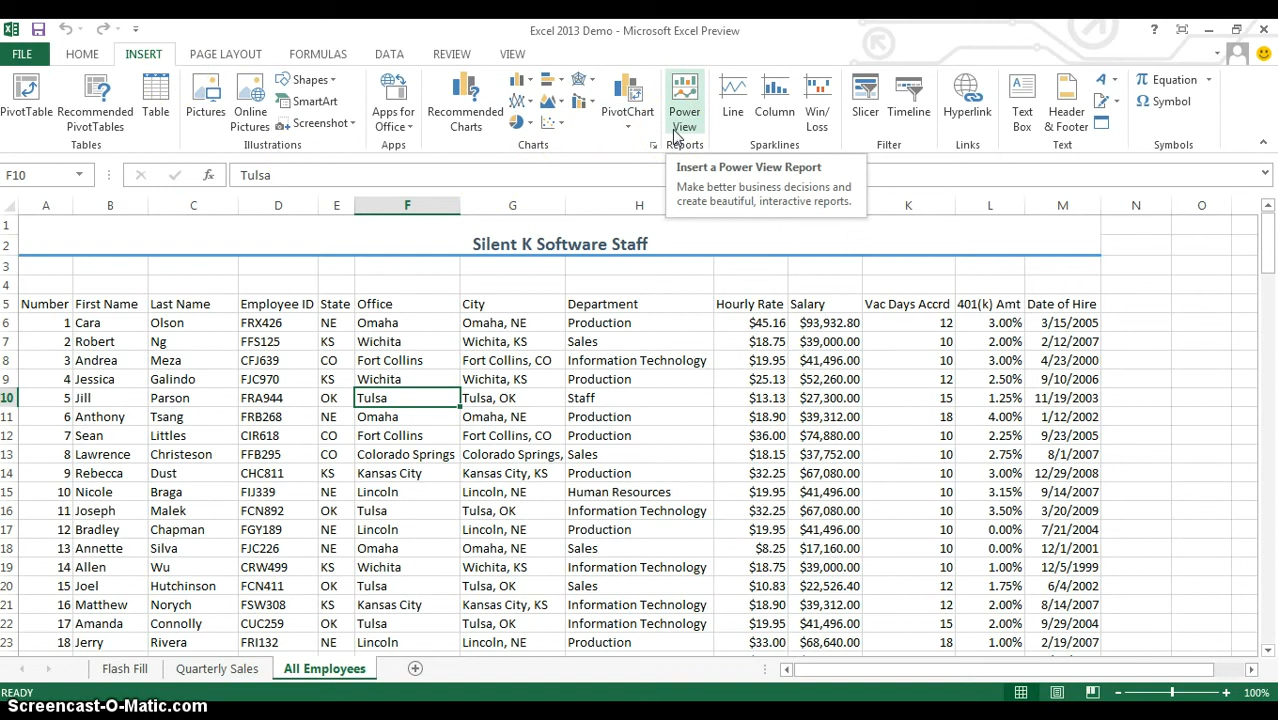 Excel 2013 Demo - Microsoft Excel Preview
FILE HOME INSERT PAGE LAYOUT FORMULAS DATA REVIEW VIEW
PivotTable Recommended PivotTables Table
Pictures Online Pictures Shapes SmartArt Screenshot
Apps for Office
Recommended Charts PivotChart
Power View
Line Column Win/Loss
Slicer Timeline
Hyperlink
Text Box Header & Footer
Equation Symbol
Tables Illustrations Apps Charts Reports Sparklines Filter Links Text Symbols
F10 fx Tulsa
Insert a Power View Report
Make better business decisions and
create beautiful, interactive reports.
A B C D E F G H K L M N O
1
2 Silent K Software Staff
3
4
5 Number First Name Last Name Employee ID State Office City Department Hourly Rate Salary Vac Days Accrd 401(k) Amt Date of Hire
6 1 Cara Olson FRX426 NE Omaha Omaha, NE Production $45.16 $93,932.80 12 3.00% 3/15/2005
7 2 Robert Ng FFS125 KS Wichita Wichita, KS Sales $18.75 $39,000.00 10 2.00% 2/12/2007
8 3 Andrea Meza CFJ639 CO Fort Collins Fort Collins, CO Information Technology $19.95 $41,496.00 10 3.00% 4/23/2000
9 4 Jessica Galindo FJC970 KS Wichita Wichita, KS Production $25.13 $52,260.00 12 2.50% 9/10/2006
10 5 Jill Parson FRA944 OK Tulsa Tulsa, OK Staff $13.13 $27,300.00 15 1.25% 11/19/2003
11 6 Anthony Tsang FRB268 NE Omaha Omaha, NE Production $18.90 $39,312.00 18 4.00% 1/12/2002
12 7 Sean Littles CIR618 CO Fort Collins Fort Collins, CO Production $36.00 $74,880.00 10 2.25% 9/23/2005
13 8 Lawrence Christeson FFB295 CO Colorado Springs Colorado Springs, Sales $18.15 $37,752.00 10 2.75% 8/1/2007
14 9 Rebecca Dust CHC811 KS Kansas City Kansas City, KS Production $32.25 $67,080.00 10 3.00% 12/29/2008
15 10 Nicole Braga FIJ339 NE Lincoln Lincoln, NE Human Resources $19.95 $41,496.00 10 3.15% 9/14/2007
16 11 Joseph Malek FCN892 OK Tulsa Tulsa, OK Information Technology $32.25 $67,080.00 10 3.50% 3/20/2009
17 12 Bradley Chapman FGY189 NE Lincoln Lincoln, NE Production $19.95 $41,496.00 10 0.00% 7/21/2004
18 13 Annette Silva FJC226 NE Omaha Omaha, NE Sales $8.25 $17,160.00 10 0.00% 12/1/2001
19 14 Allen Wu CRW499 KS Wichita Wichita, KS Information Technology $18.75 $39,000.00 10 1.00% 12/5/1999
20 15 Joel Hutchinson FCN411 OK Tulsa Tulsa, OK Sales $10.83 $22,526.40 12 1.75% 6/4/2002
21 16 Matthew Norych FSW308 KS Kansas City Kansas City, KS Information Technology $18.90 $39,312.00 12 2.00% 8/14/2007
22 17 Amanda Connolly CUC259 OK Tulsa Tulsa, OK Information Technology $19.95 $41,496.00 15 2.00% 9/29/2004
23 18 Jerry Rivera FRI132 NE Lincoln Lincoln, NE Production $33.00 $68,640.00 18 1.00% 2/19/2007
Flash Fill Quarterly Sales All Employees
READY 100%
Screencast-O-Matic.com